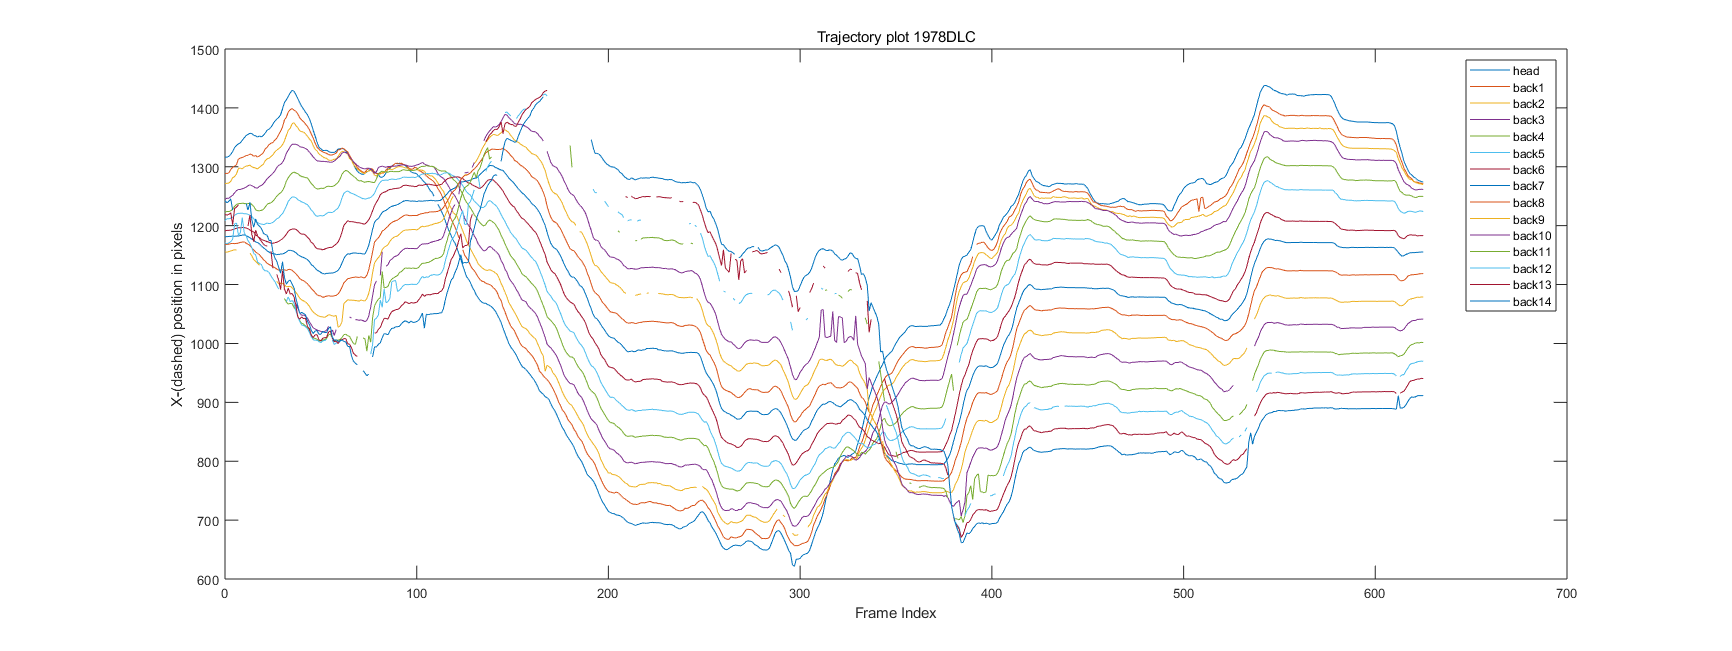 Trajectory plot 1978DLC
1500
1400
1300
1200
1100
1000
900
800
700
600
X-(dashed) position in pixels
0
100
200
300
400
500
600
700
Frame Index
head
back1
back2
back3
back4
back5
back6
back7
back8
back9
back10
back11
back12
back13
back14